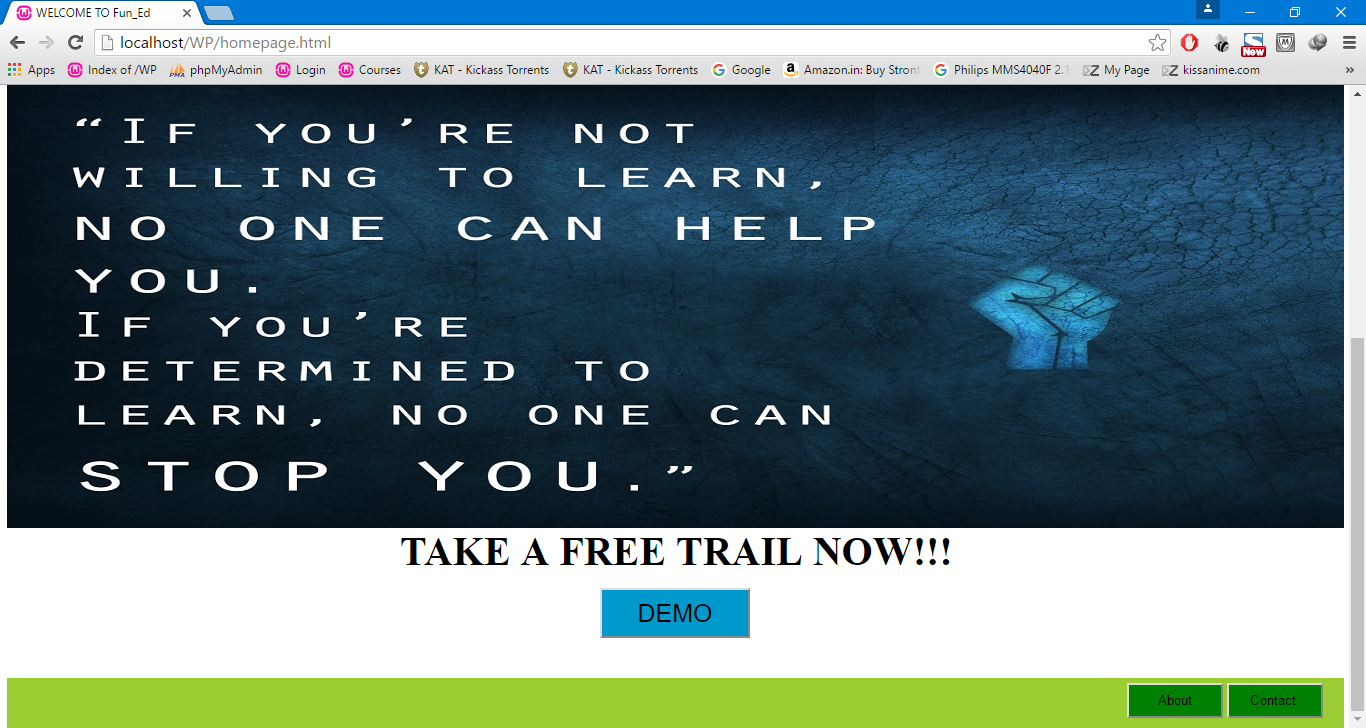 WELCOME TO Fun_Ed
localhost/WP/homepage.html
New
Apps
Index of /WP
PMA
phpMyAdmin
Login
Courses
KAT - Kickass Torrents
KAT - Kickass Torrents
Google
Amazon.in: Buy Stron
Philips MMS4040F 2.1
My Page
kissanime.com
“IF YOU’RE NOT
WILLING TO LEARN,
NO ONE CAN HELP
YOU.
IF YOU’RE
DETERMINED TO
LEARN, NO ONE CAN
STOP YOU.”
TAKE A FREE TRAIL NOW!!!
DEMO
About
Contact